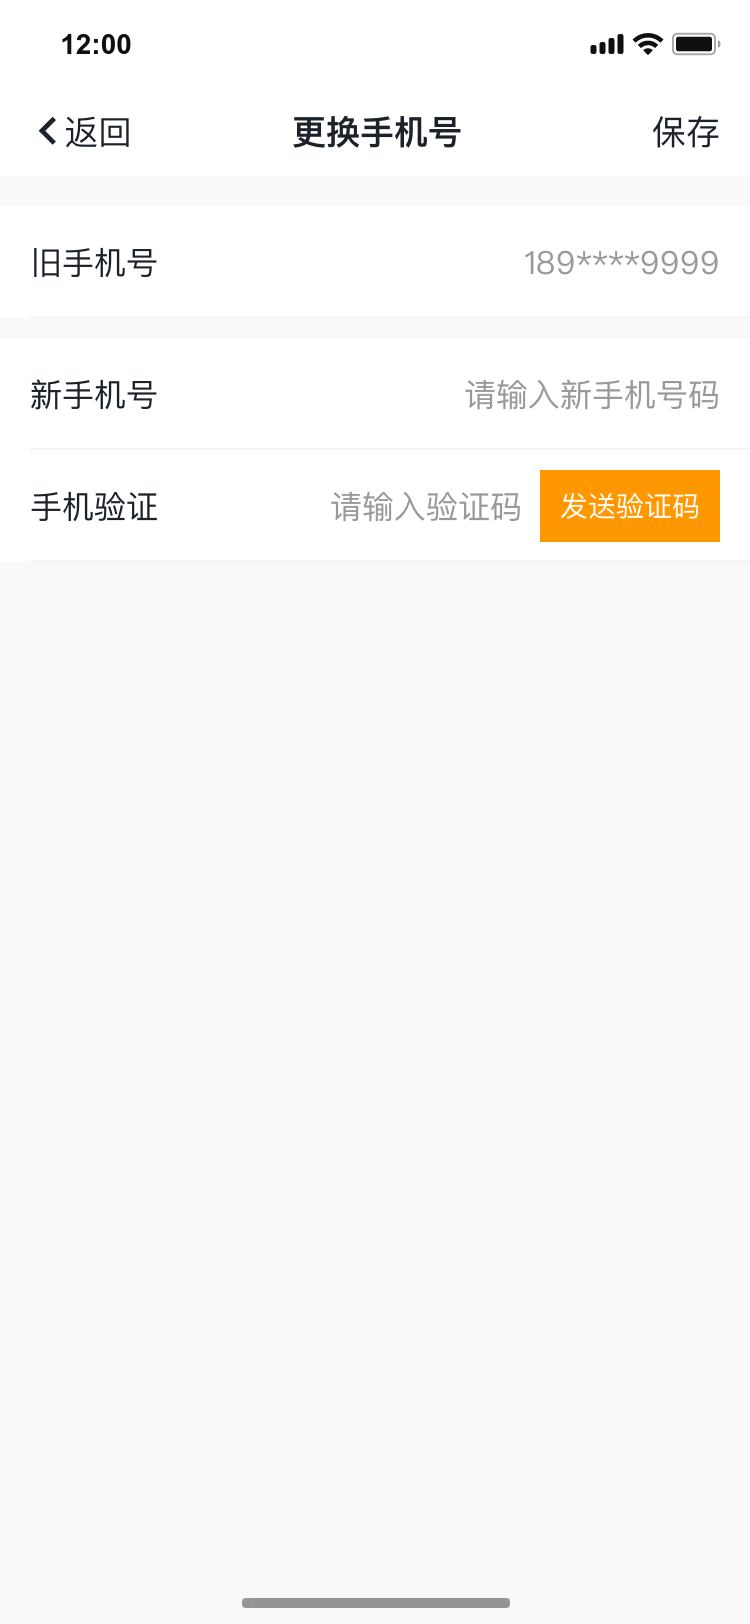 12:00
返回 更换手机号 保存
旧手机号 189****9999
新手机号 请输入新手机号码
手机验证 请输入验证码 发送验证码